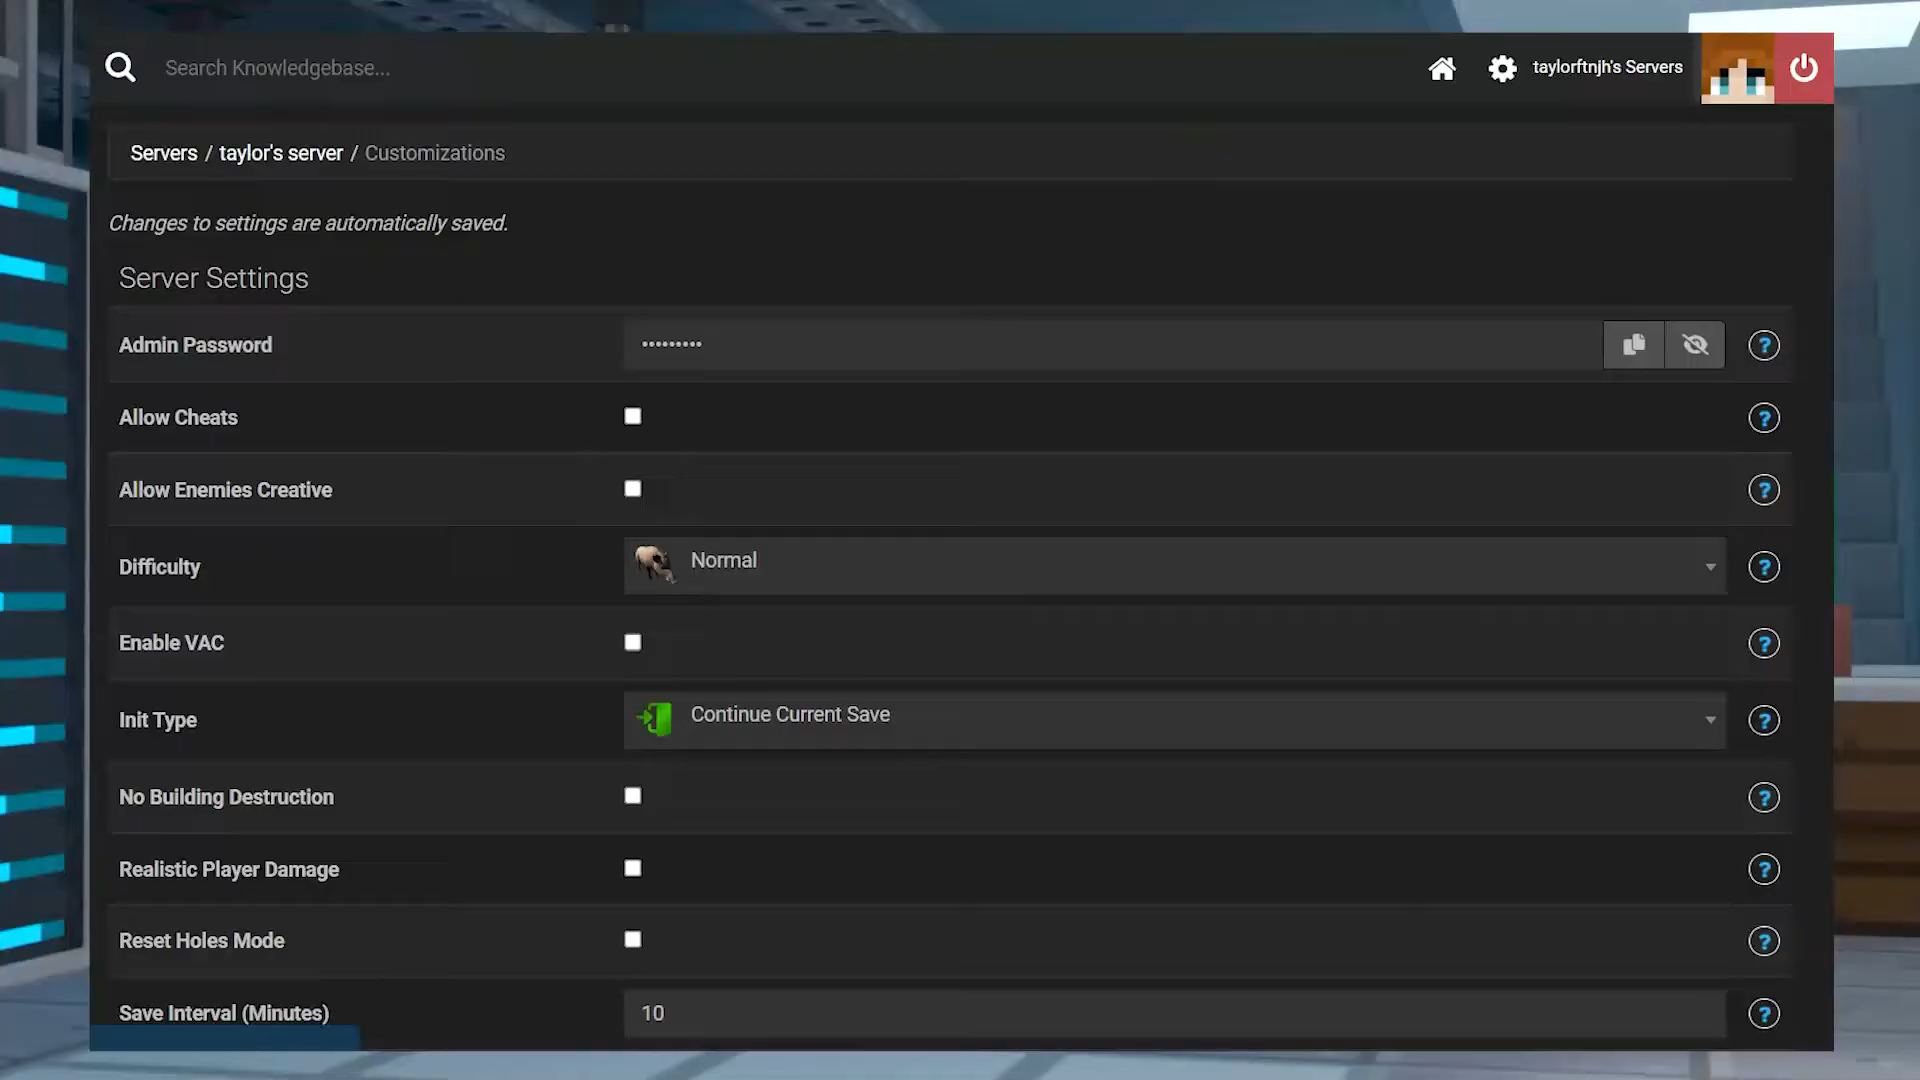 Search Knowledgebase...
taylorftnjh's Servers
Servers / taylor's server / Customizations
Changes to settings are automatically saved.
Server Settings
Admin Password
•••••••••
?
Allow Cheats
?
Allow Enemies Creative
?
Difficulty
Normal
?
Enable VAC
?
Init Type
Continue Current Save
?
No Building Destruction
?
Realistic Player Damage
?
Reset Holes Mode
?
Save Interval (Minutes)
10
?